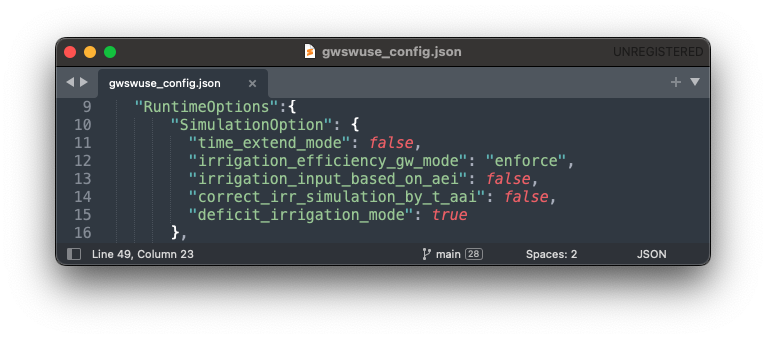 gwswuse_config.json
UNREGISTERED
gwswuse_config.json ×
9 "RuntimeOptions":{
10 "SimulationOption": {
11 "time_extend_mode": false,
12 "irrigation_efficiency_gw_mode": "enforce",
13 "irrigation_input_based_on_aei": false,
14 "correct_irr_simulation_by_t_aai": false,
15 "deficit_irrigation_mode": true
16 },
Line 49, Column 23 main 28 Spaces: 2 JSON